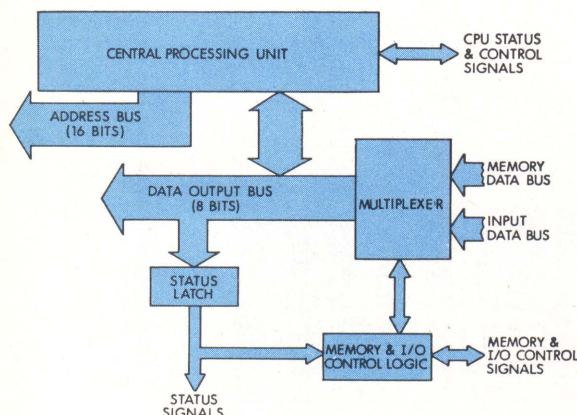 CENTRAL PROCESSING UNIT
CPU STATUS
& CONTROL
SIGNALS
ADDRESS BUS
(16 BITS)
DATA OUTPUT BUS
(8 BITS)
MULTIPLEXER
MEMORY
DATA BUS
INPUT
DATA BUS
STATUS
LATCH
MEMORY & I/O
CONTROL LOGIC
MEMORY &
I/O CONTROL
SIGNALS
STATUS
SIGNALS